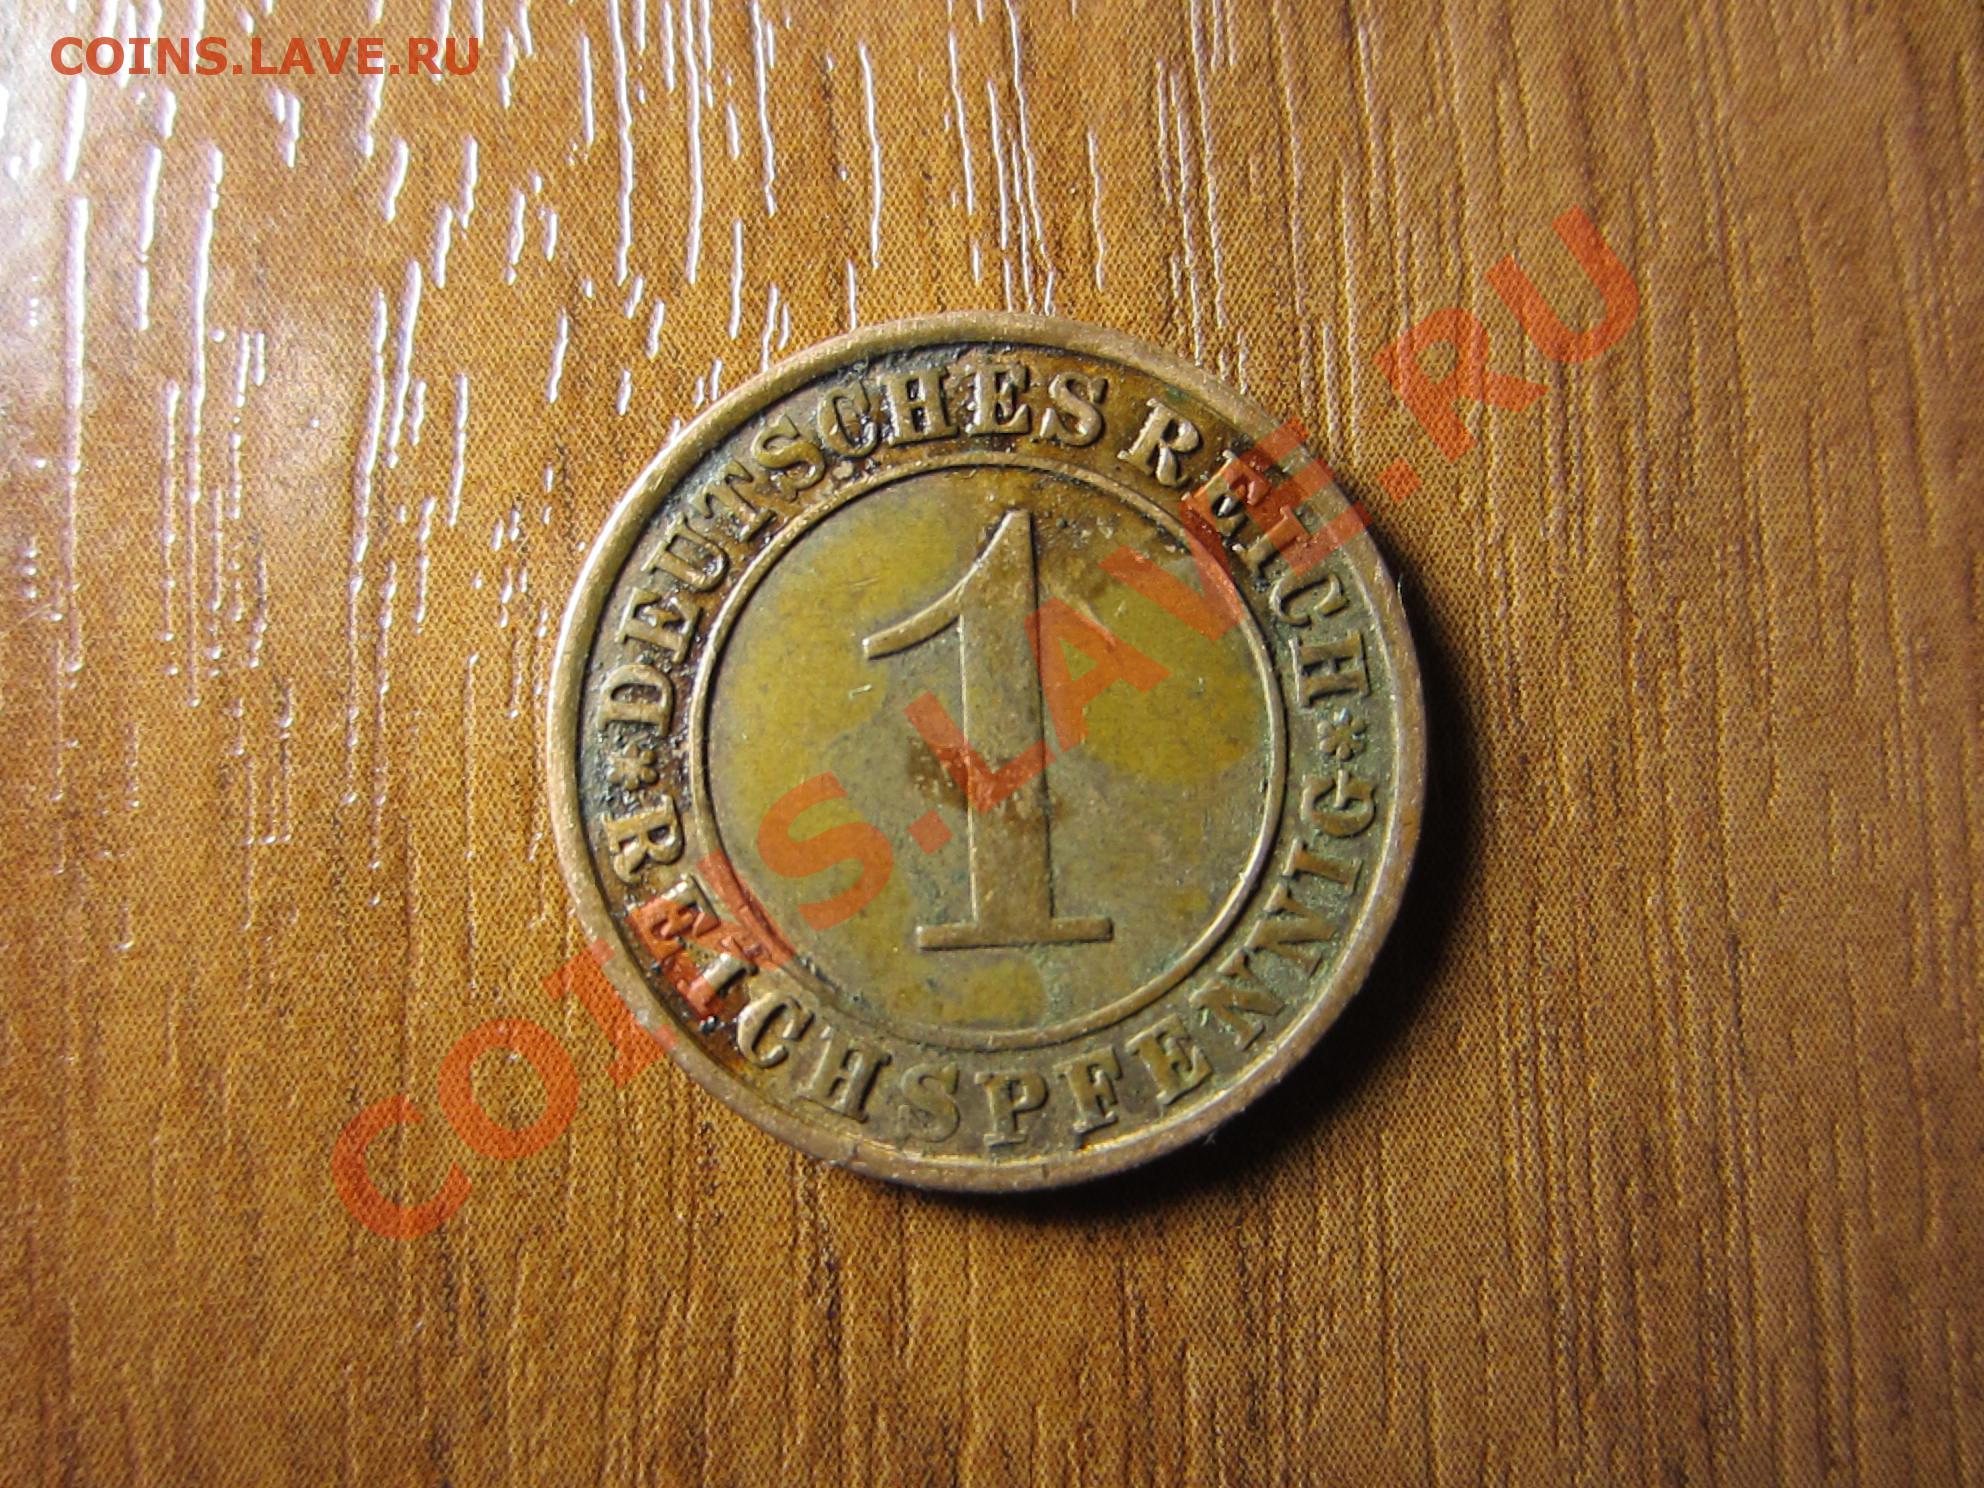 COINS.LAVE.RU
DEUTSCHES REICH
1
*REICHSPFENNIG*
COINS.LAVE.RU